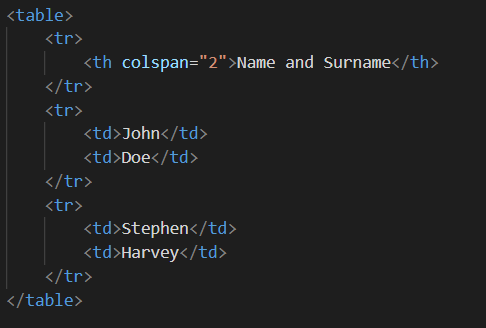 <table>
    <tr>
        <th colspan="2">Name and Surname</th>
    </tr>
    <tr>
        <td>John</td>
        <td>Doe</td>
    </tr>
    <tr>
        <td>Stephen</td>
        <td>Harvey</td>
    </tr>
</table>